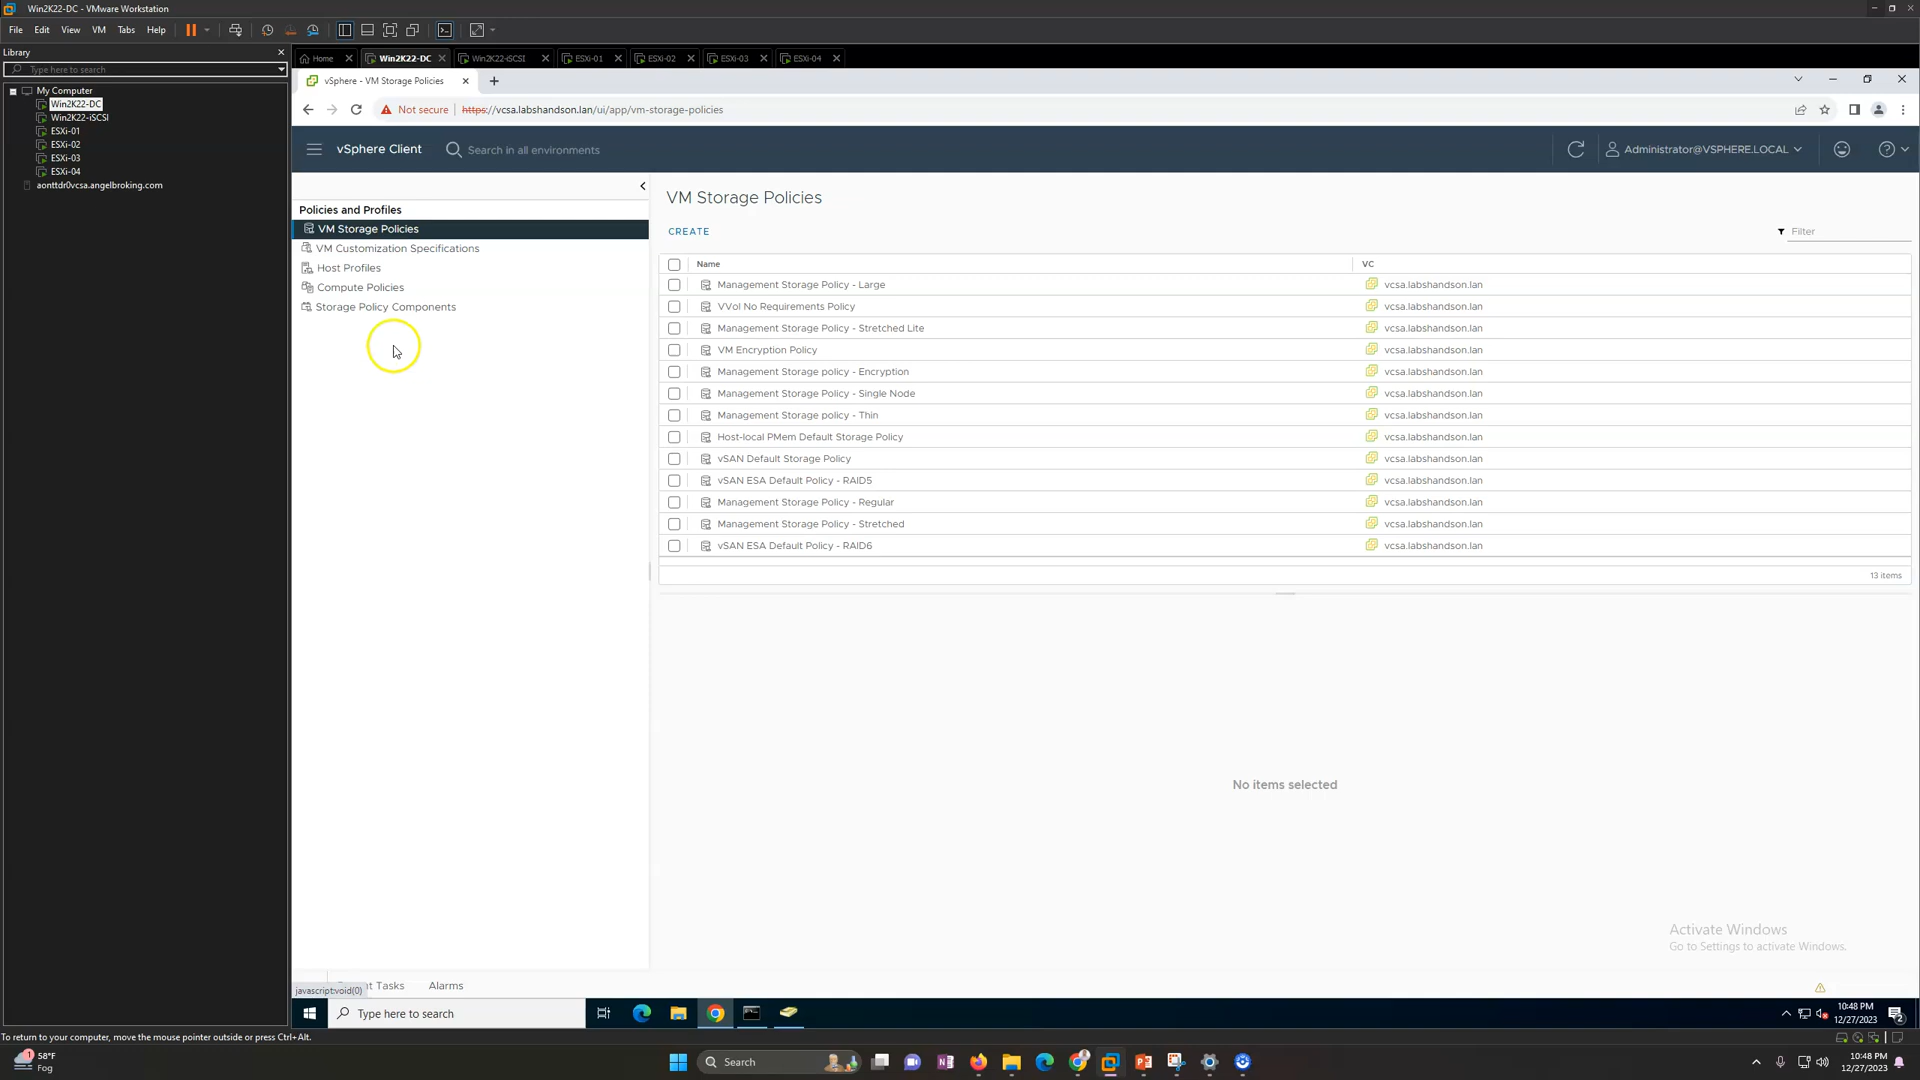 Win2K22-DC - VMware Workstation
File Edit View VM Tabs Help
Library
Type here to search
My Computer
Win2K22-DC
Win2K22-iSCSI
ESXi-01
ESXi-02
ESXi-03
ESXi-04
aonttdr0vcsa.angelbroking.com
Home Win2K22-DC Win2K22-iSCSI ESXi-01 ESXi-02 ESXi-03 ESXi-04
vSphere - VM Storage Policies
Not secure https://vcsa.labshandson.lan/ui/app/vm-storage-policies
vSphere Client Search in all environments Administrator@VSPHERE.LOCAL
Policies and Profiles
VM Storage Policies
VM Customization Specifications
Host Profiles
Compute Policies
Storage Policy Components
VM Storage Policies
CREATE Filter
Name VC
Management Storage Policy - Large vcsa.labshandson.lan
VVol No Requirements Policy vcsa.labshandson.lan
Management Storage Policy - Stretched Lite vcsa.labshandson.lan
VM Encryption Policy vcsa.labshandson.lan
Management Storage policy - Encryption vcsa.labshandson.lan
Management Storage Policy - Single Node vcsa.labshandson.lan
Management Storage policy - Thin vcsa.labshandson.lan
Host-local PMem Default Storage Policy vcsa.labshandson.lan
vSAN Default Storage Policy vcsa.labshandson.lan
vSAN ESA Default Policy - RAID5 vcsa.labshandson.lan
Management Storage Policy - Regular vcsa.labshandson.lan
Management Storage Policy - Stretched vcsa.labshandson.lan
vSAN ESA Default Policy - RAID6 vcsa.labshandson.lan
13 items
No items selected
Activate Windows
Go to Settings to activate Windows.
t Tasks Alarms
javascript:void(0)
Type here to search
10:48 PM
12/27/2023
2
To return to your computer, move the mouse pointer outside or press Ctrl+Alt.
1
58°F
Fog
Search
10:48 PM
12/27/2023